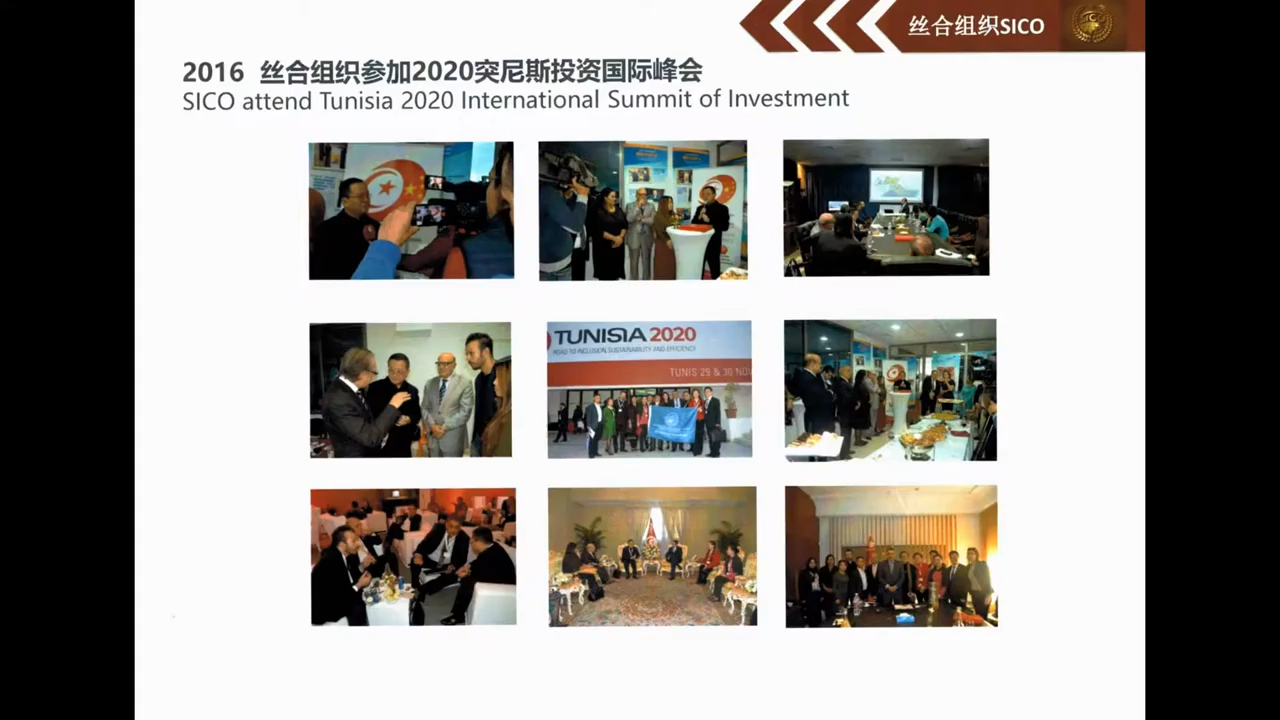 丝合组织SICO
SICO
2016 丝合组织参加2020突尼斯投资国际峰会
SICO attend Tunisia 2020 International Summit of Investment
TUNISIA 2020
ROAD TO INCLUSION, SUSTAINABILITY AND EFFICIENCY
TUNIS 29 & 30 NOV